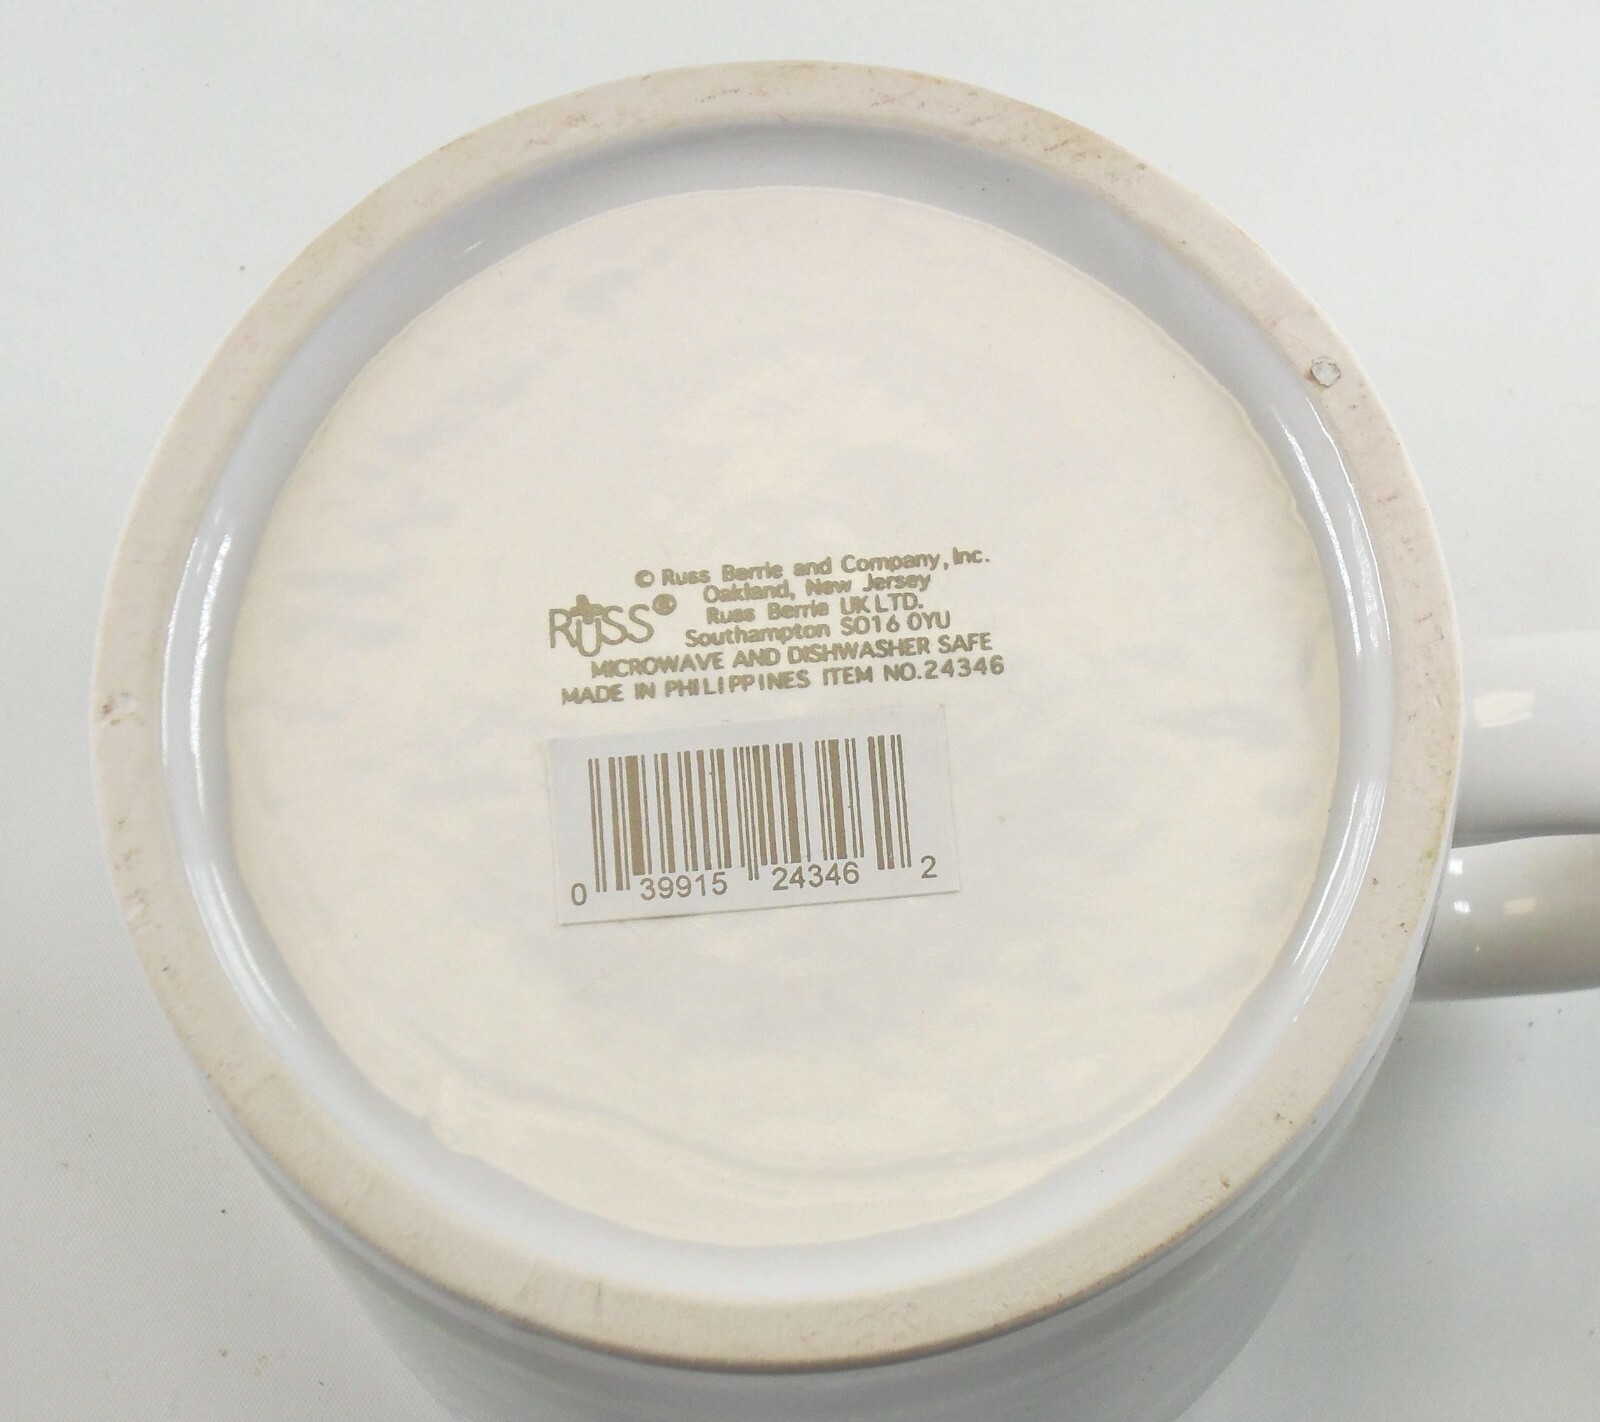 © Russ Berrie and Company, Inc.
Oakland, New Jersey
RUSS®
Russ Berrie UK LTD.
Southampton SO16 0YU
MICROWAVE AND DISHWASHER SAFE
MADE IN PHILIPPINES ITEM NO.24346
0 39915 24346 2